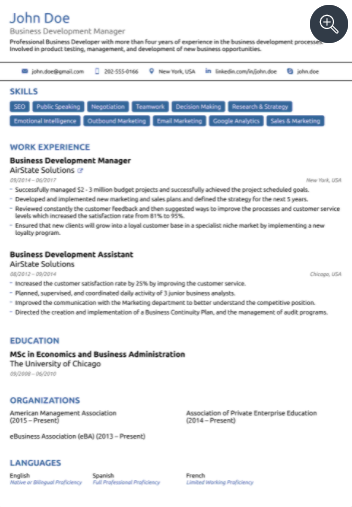 John Doe
Business Development Manager
Professional Business Developer with more than four years of experience in the business development processes.
Involved in product testing, management, and development of new business opportunities.
john.doe@gmail.com 202-555-0166 New York, USA linkedin.com/in/john.doe john.doe
SKILLS
SEO Public Speaking Negotiation Teamwork Decision Making Research & Strategy
Emotional Intelligence Outbound Marketing Email Marketing Google Analytics Sales & Marketing
WORK EXPERIENCE
Business Development Manager
AirState Solutions
09/2014 - 06/2017 New York, USA
- Successfully managed $2 - 3 million budget projects and successfully achieved the project scheduled goals.
- Developed and implemented new marketing and sales plans and defined the strategy for the next 5 years.
- Reviewed constantly the customer feedback and then suggested ways to improve the processes and customer service
levels which increased the satisfaction rate from 81% to 95%.
- Ensured that new clients will grow into a loyal customer base in a specialist niche market by implementing a new
loyalty program.
Business Development Assistant
AirState Solutions
08/2012 - 09/2014 Chicago, USA
- Increased the customer satisfaction rate by 25% by improving the customer service.
- Planned, supervised, and coordinated daily activity of 3 junior business analysts.
- Improved the communication with the Marketing department to better understand the competitive position.
- Directed the creation and implementation of a Business Continuity Plan, and the management of audit programs.
EDUCATION
MSc in Economics and Business Administration
The University of Chicago
09/2008 - 06/2010
ORGANIZATIONS
American Management Association
(2015 – Present)
Association of Private Enterprise Education
(2014 – Present)
eBusiness Association (eBA) (2013 – Present)
LANGUAGES
English Spanish French
Native or Bilingual Proficiency Full Professional Proficiency Limited Working Proficiency